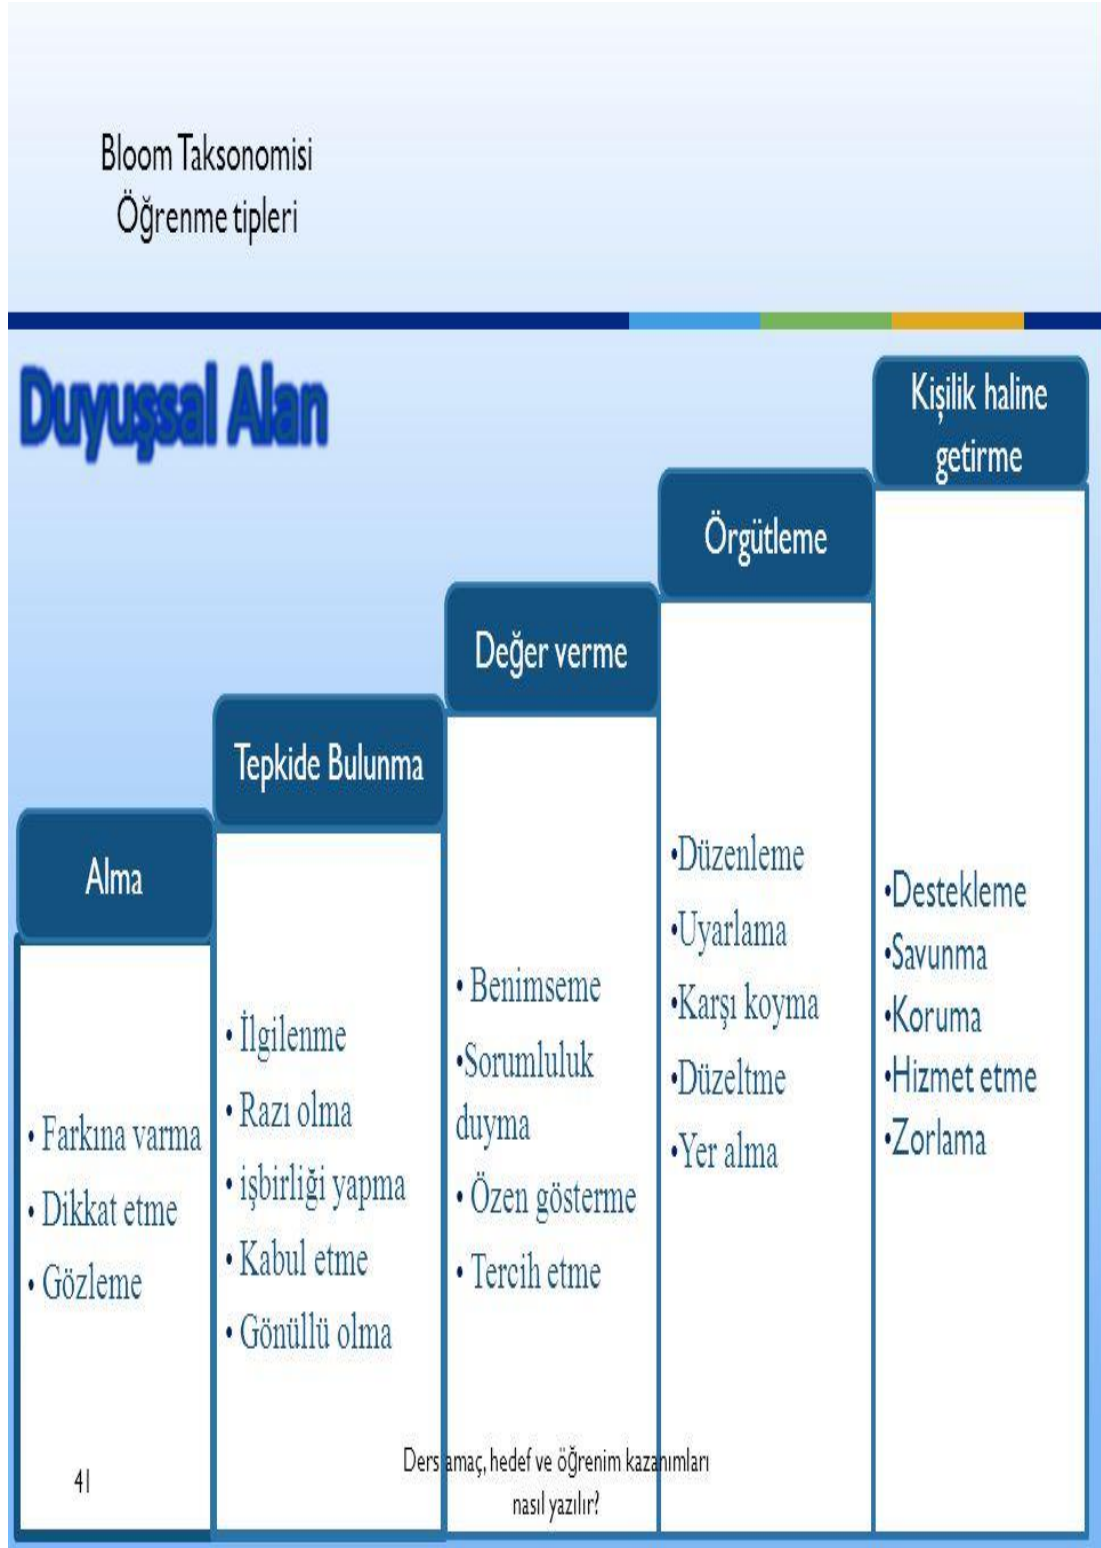 Bloom Taksonomisi
Öğrenme tipleri
Duyuşsal Alan
Alma
• Farkına varma
• Dikkat etme
• Gözleme
Tepkide Bulunma
• İlgilenme
• Razı olma
• işbirliği yapma
• Kabul etme
• Gönüllü olma
Değer verme
• Benimseme
•Sorumluluk
duyma
• Özen gösterme
• Tercih etme
Örgütleme
•Düzenleme
•Uyarlama
•Karşı koyma
•Düzeltme
•Yer alma
Kişilik haline
getirme
•Destekleme
•Savunma
•Koruma
•Hizmet etme
•Zorlama
41
Ders amaç, hedef ve öğrenim kazanımları
nasıl yazılır?